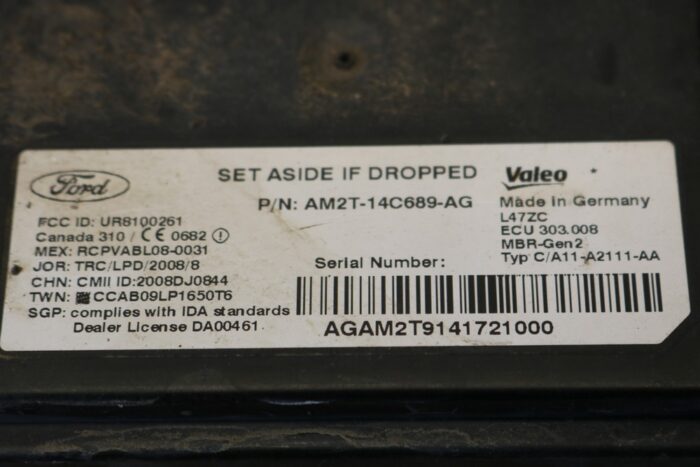 Ford
SET ASIDE IF DROPPED
Valeo
P/N: AM2T-14C689-AG
Made In Germany
L47ZC
ECU 303.008
MBR-Gen2
Typ C/A11-A2111-AA
FCC ID: UR8100261
Canada 310 / CE 0682
MEX: RCPVABL08-0031
JOR: TRC/LPD/2008/8
CHN: CMII ID:2008DJ0844
TWN: CCAB09LP1650T6
SGP: complies with IDA standards
Dealer License DA00461
Serial Number:
AGAM2T9141721000